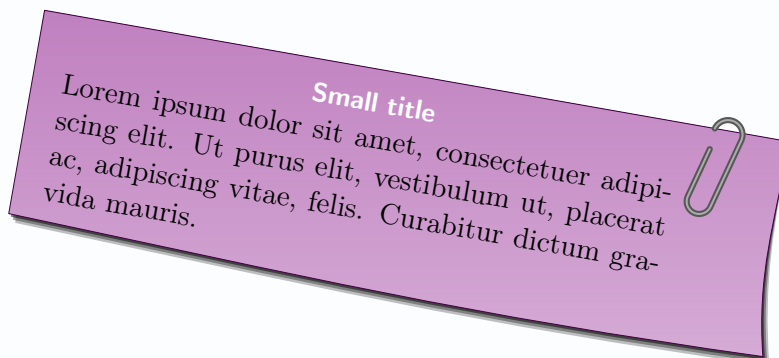 Small title
Lorem ipsum dolor sit amet, consectetuer adipi-
scing elit. Ut purus elit, vestibulum ut, placerat
ac, adipiscing vitae, felis. Curabitur dictum gra-
vida mauris.